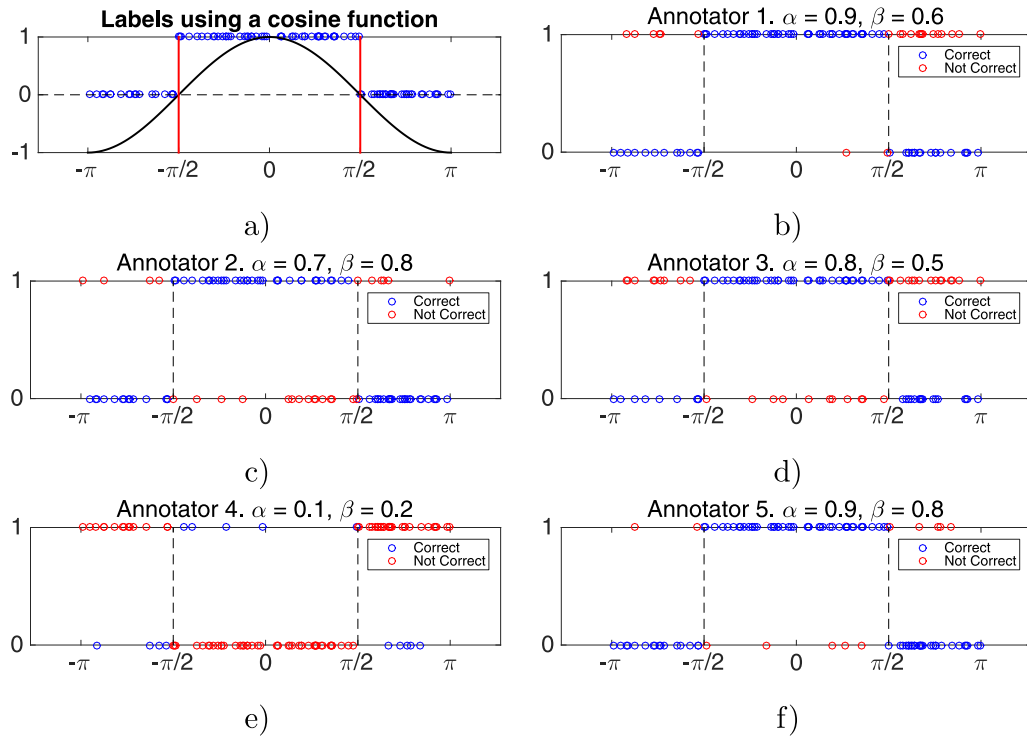 Labels using a cosine function
1
0
-1
-π
-π/2
0
π/2
π
a)
Annotator 1. α = 0.9, β = 0.6
1
Correct
Not Correct
0
-π
-π/2
0
π/2
π
b)
Annotator 2. α = 0.7, β = 0.8
1
Correct
Not Correct
0
-π
-π/2
0
π/2
π
c)
Annotator 3. α = 0.8, β = 0.5
1
Correct
Not Correct
0
-π
-π/2
0
π/2
π
d)
Annotator 4. α = 0.1, β = 0.2
1
Correct
Not Correct
0
-π
-π/2
0
π/2
π
e)
Annotator 5. α = 0.9, β = 0.8
1
Correct
Not Correct
0
-π
-π/2
0
π/2
π
f)